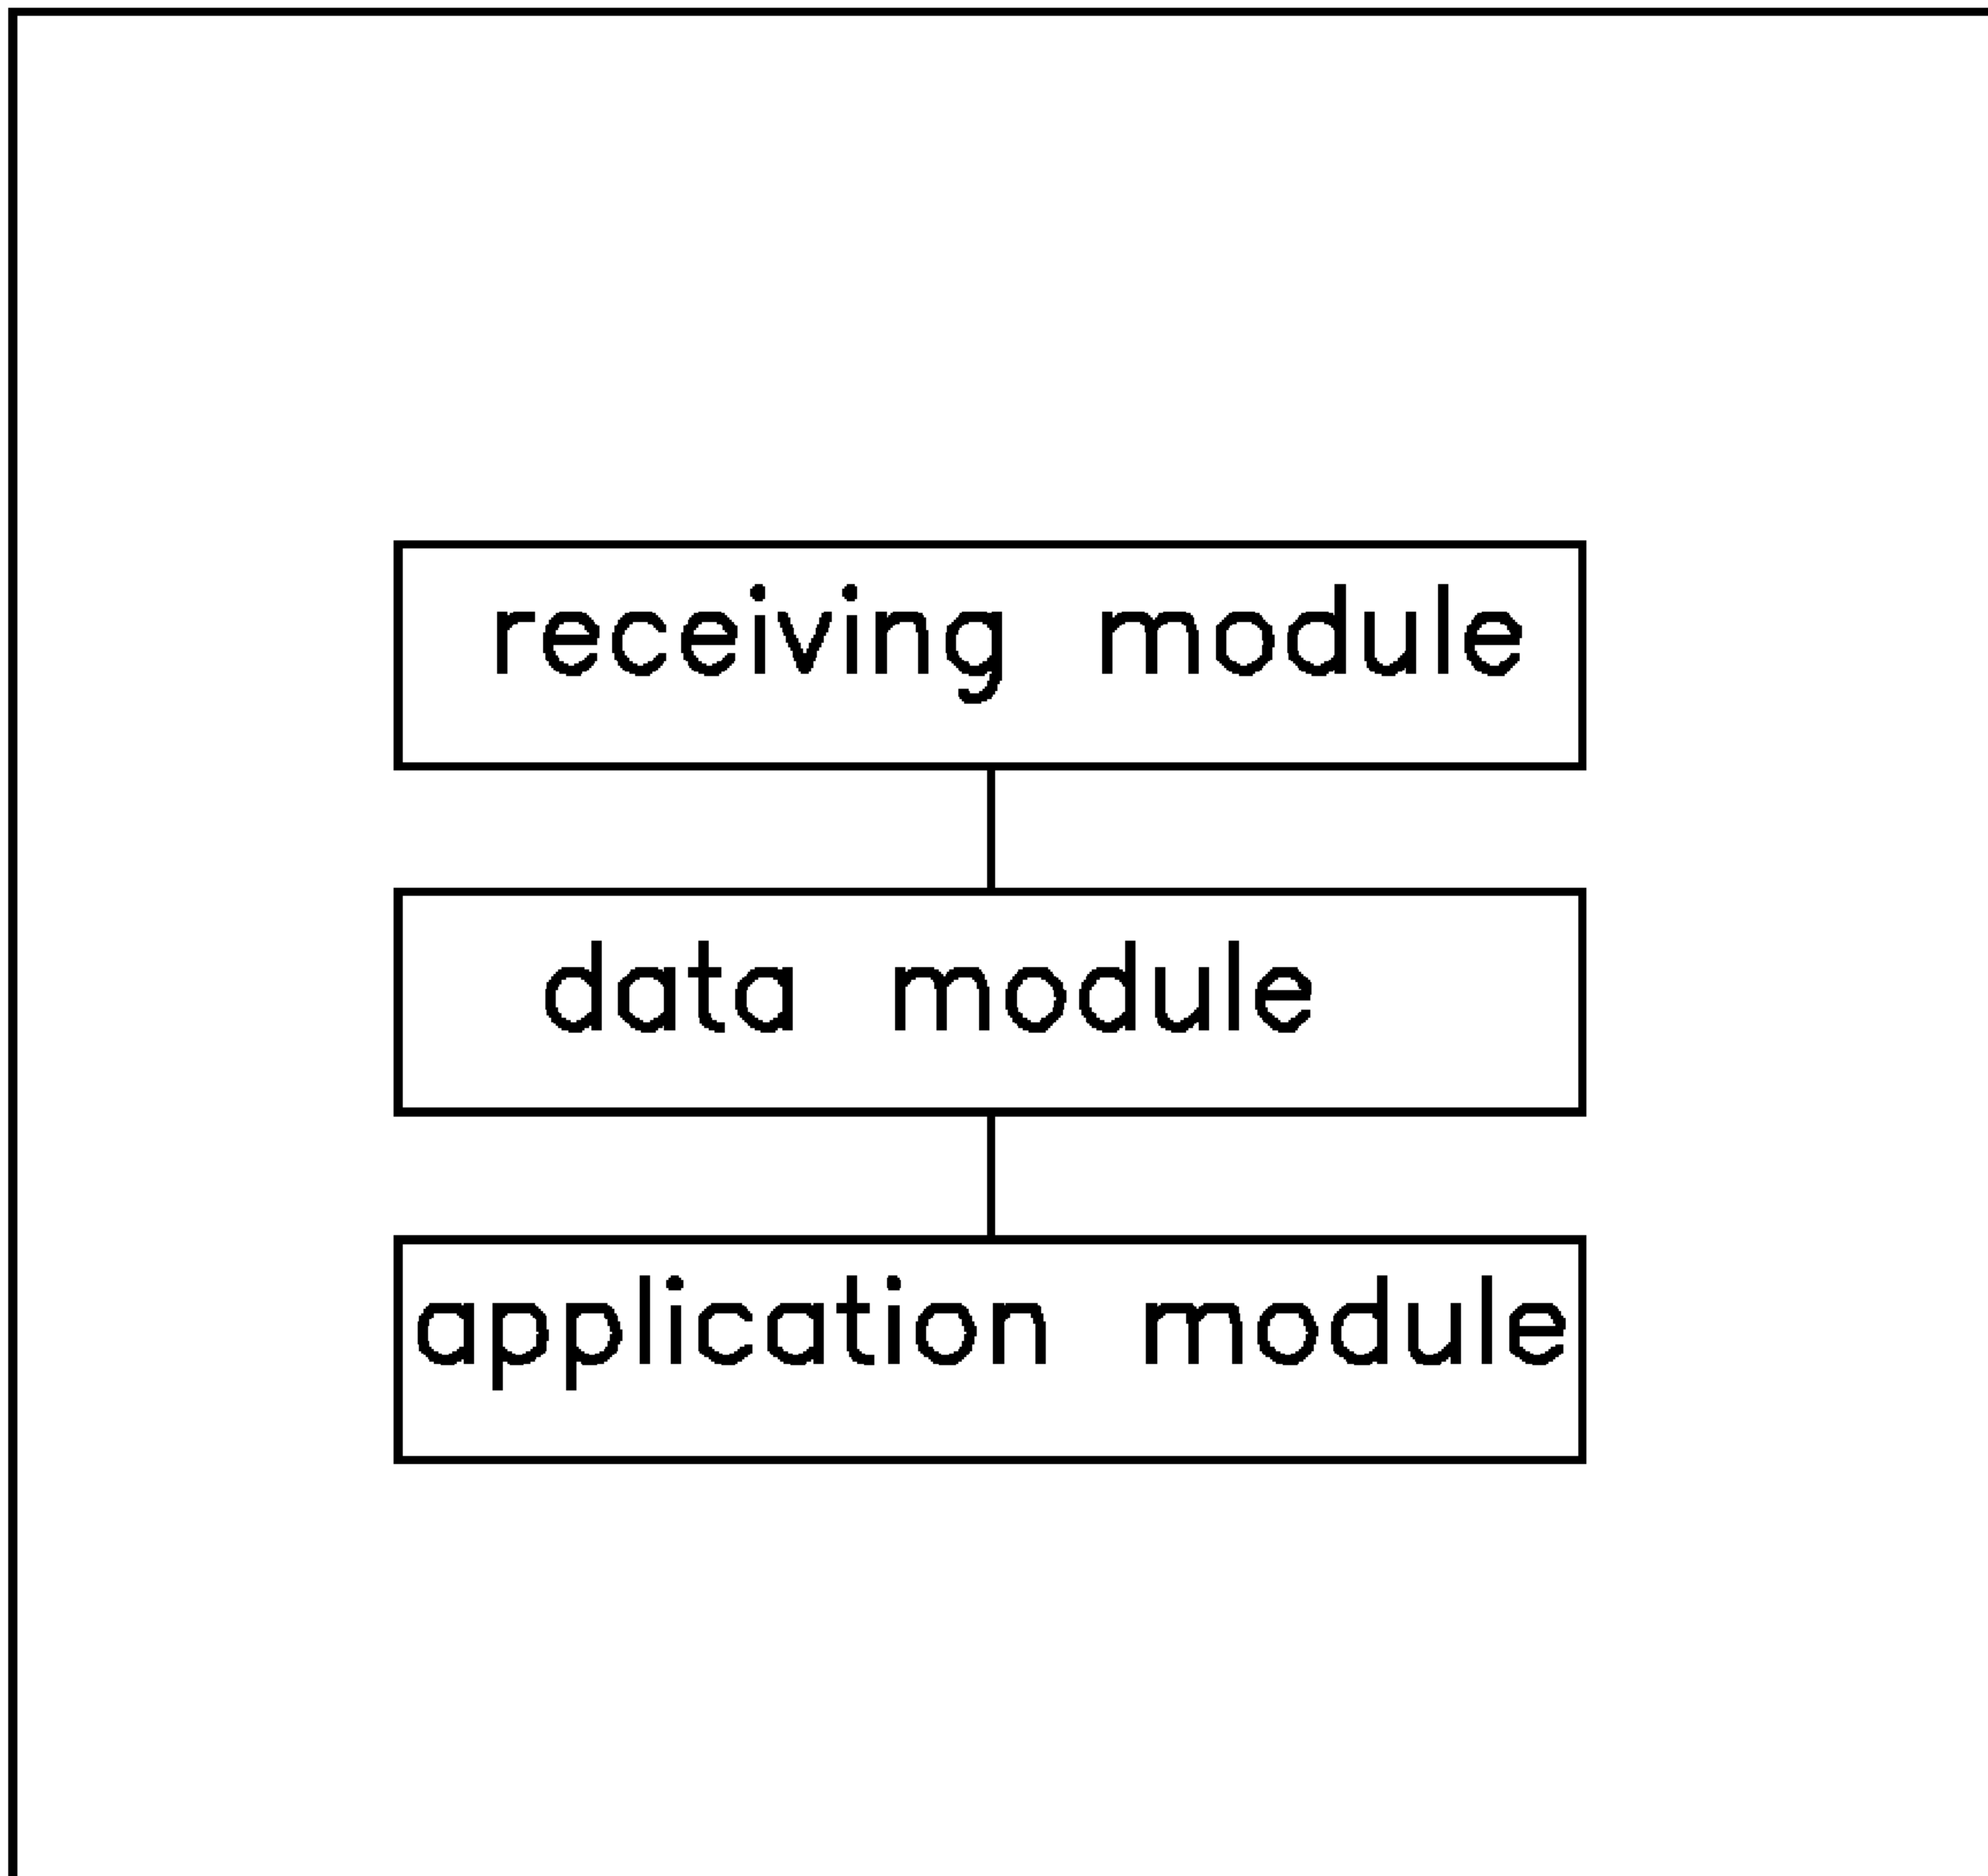 receiving module
data module
application module